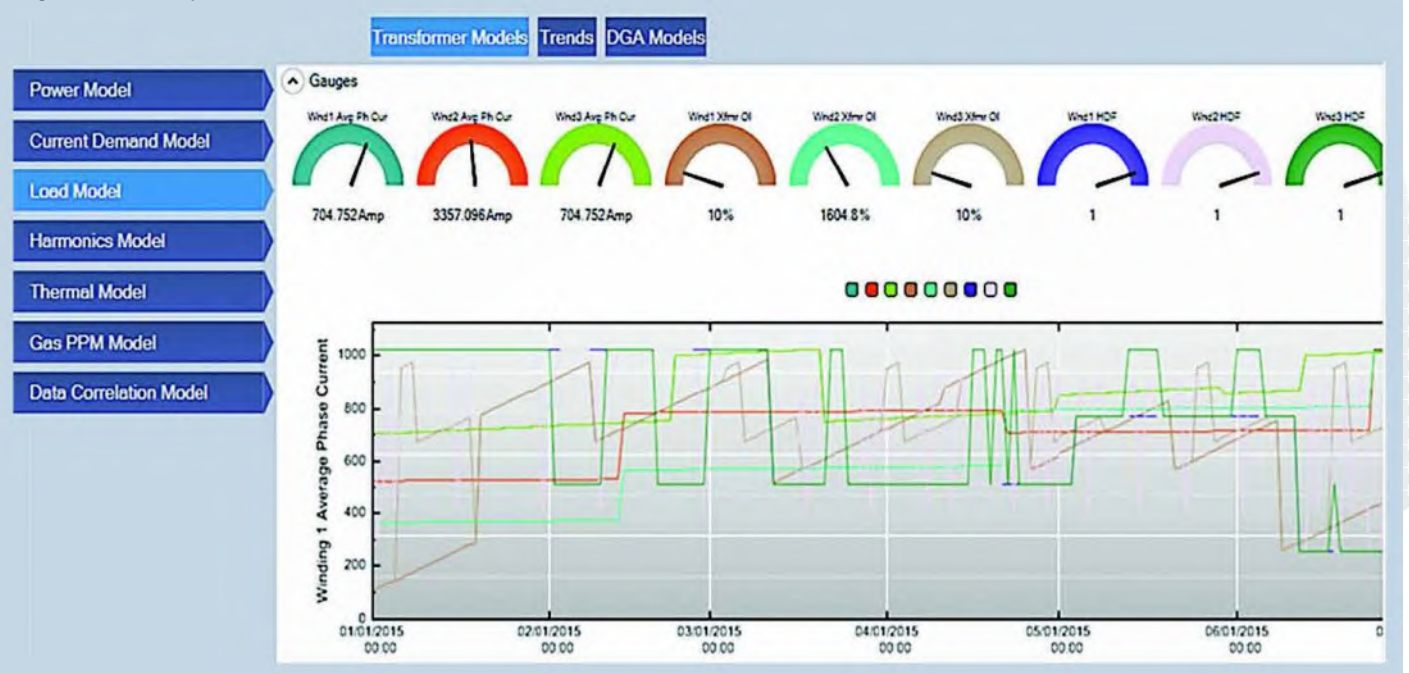 Transformer Models Trends DGA Models
Power Model
Current Demand Model
Load Model
Harmonics Model
Thermal Model
Gas PPM Model
Data Correlation Model
Gauges
Wnd1 Avg Ph Cur Wnd2 Avg Ph Cur Wnd3 Avg Ph Cur Wnd1 Xfmr Ol Wnd2 Xfmr Ol Wnd3 Xfmr Ol Wnd1 HDF Wnd2 HDF Wnd3 HDF
704.752Amp 3357.096Amp 704.752Amp 10% 1604.8% 10% 1 1 1
Winding 1 Average Phase Current
1000
800
600
400
200
0
01/01/2015 02/01/2015 03/01/2015 04/01/2015 05/01/2015 06/01/2015 0
00:00 00:00 00:00 00:00 00:00 00:00